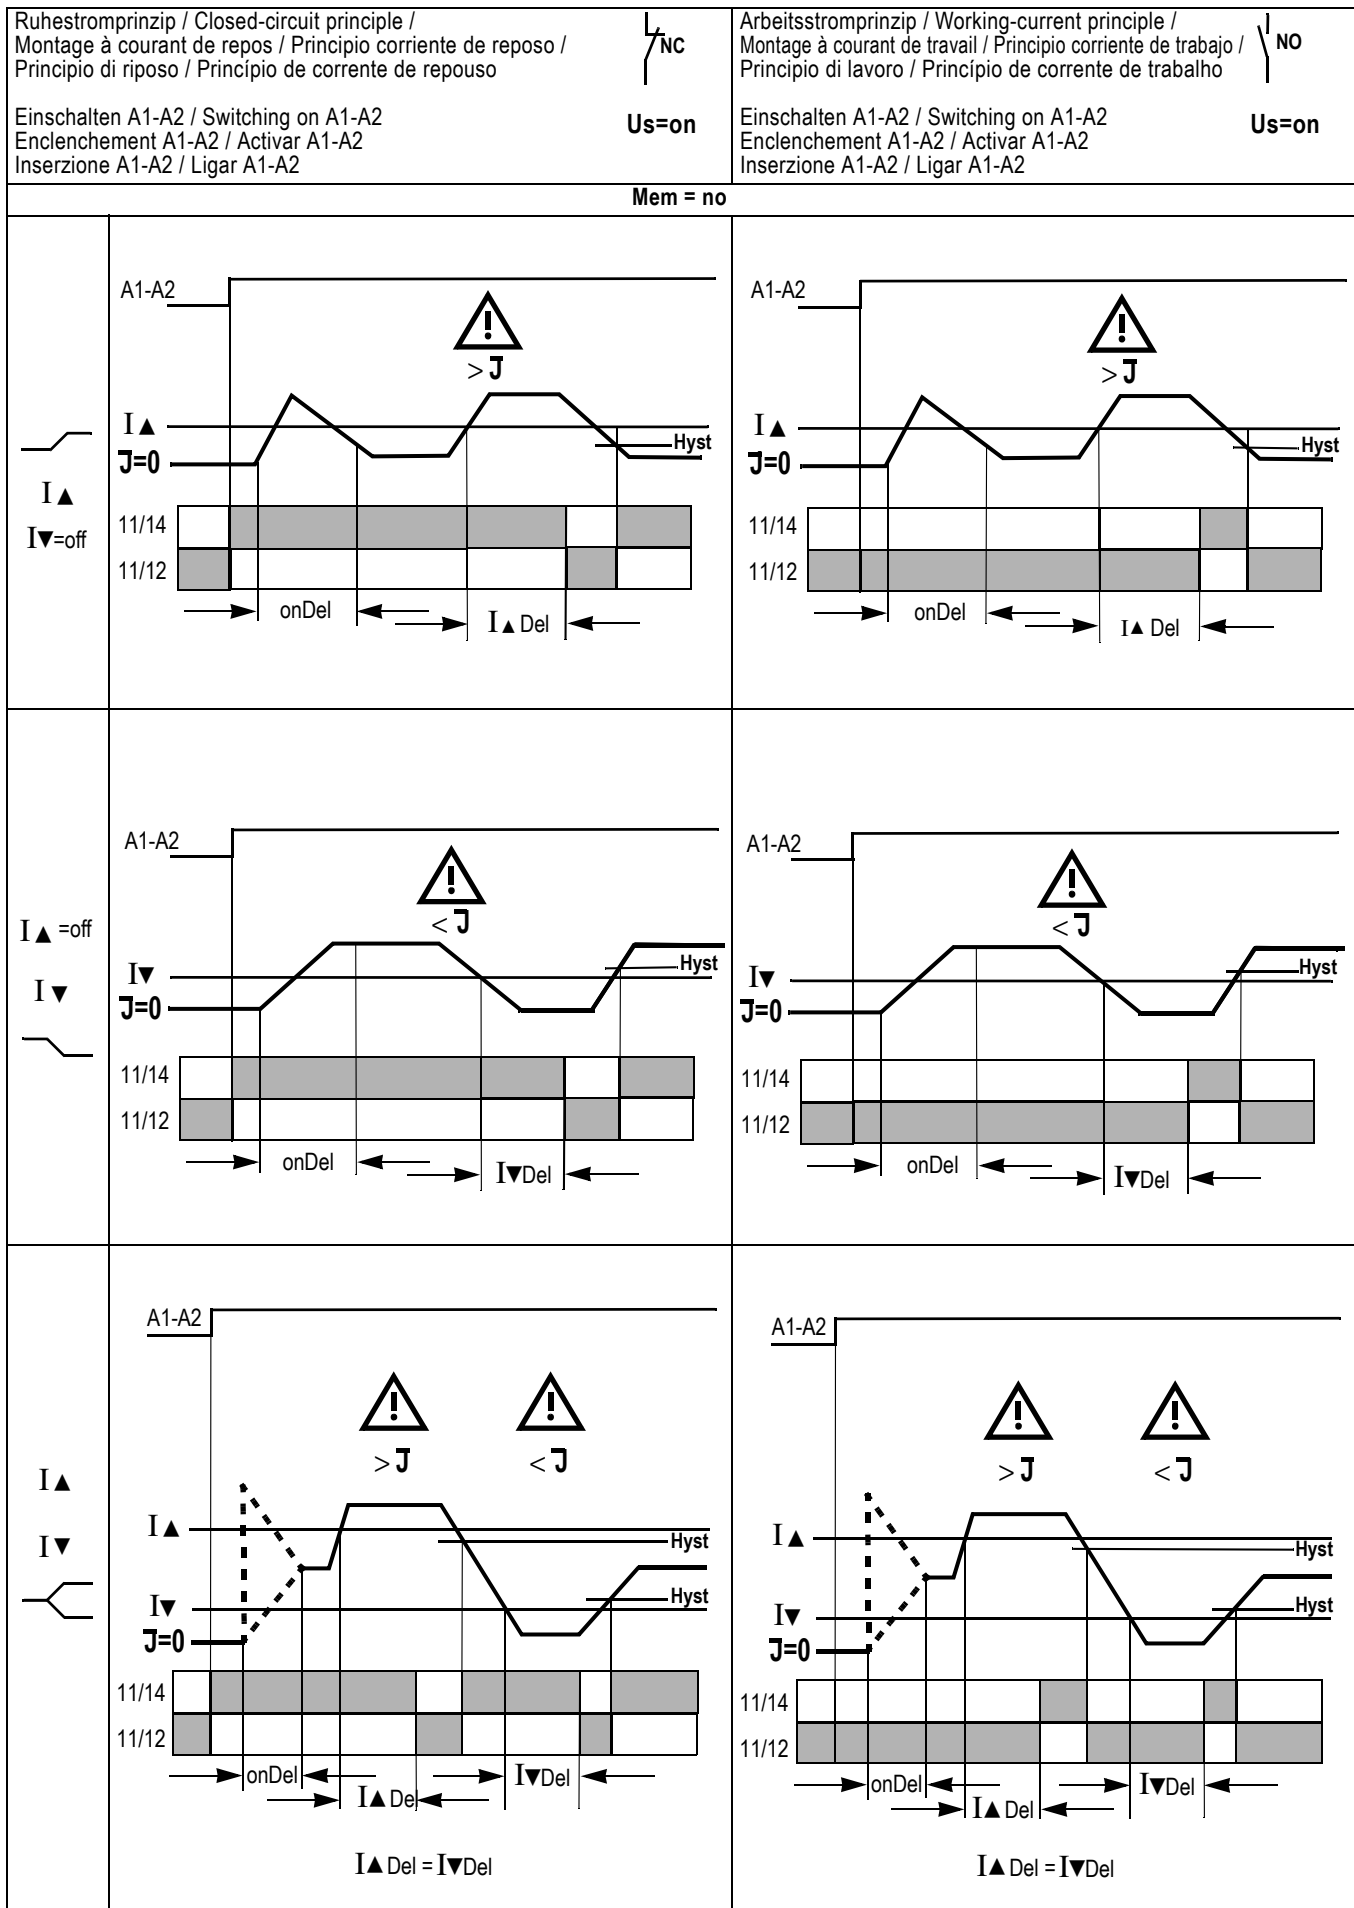 Ruhestromprinzip / Closed-circuit principle /
Montage à courant de repos / Principio corriente de reposo /
Principio di riposo / Princípio de corrente de repouso
NC
Einschalten A1-A2 / Switching on A1-A2
Enclenchement A1-A2 / Activar A1-A2
Inserzione A1-A2 / Ligar A1-A2
Us=on
Arbeitsstromprinzip / Working-current principle /
Montage à courant de travail / Principio corriente de trabajo /
Principio di lavoro / Princípio de corrente de trabalho
NO
Einschalten A1-A2 / Switching on A1-A2
Enclenchement A1-A2 / Activar A1-A2
Inserzione A1-A2 / Ligar A1-A2
Us=on
Mem = no
I▲
I▼=off
A1-A2
!
> J
I▲
Hyst
J=0
11/14
11/12
onDel
I▲Del
A1-A2
!
> J
I▲
Hyst
J=0
11/14
11/12
onDel
I▲ Del
I▲ =off
I▼
A1-A2
!
< J
I▼
Hyst
J=0
11/14
11/12
onDel
I▼Del
A1-A2
!
< J
I▼
Hyst
J=0
11/14
11/12
onDel
I▼Del
I▲
I▼
A1-A2
! !
> J < J
I▲
Hyst
I▼
Hyst
J=0
11/14
11/12
onDel
I▼Del
I▲Del
I▲Del = I▼Del
A1-A2
! !
> J < J
I▲
Hyst
I▼
Hyst
J=0
11/14
11/12
onDel
I▼Del
I▲Del
I▲Del = I▼Del